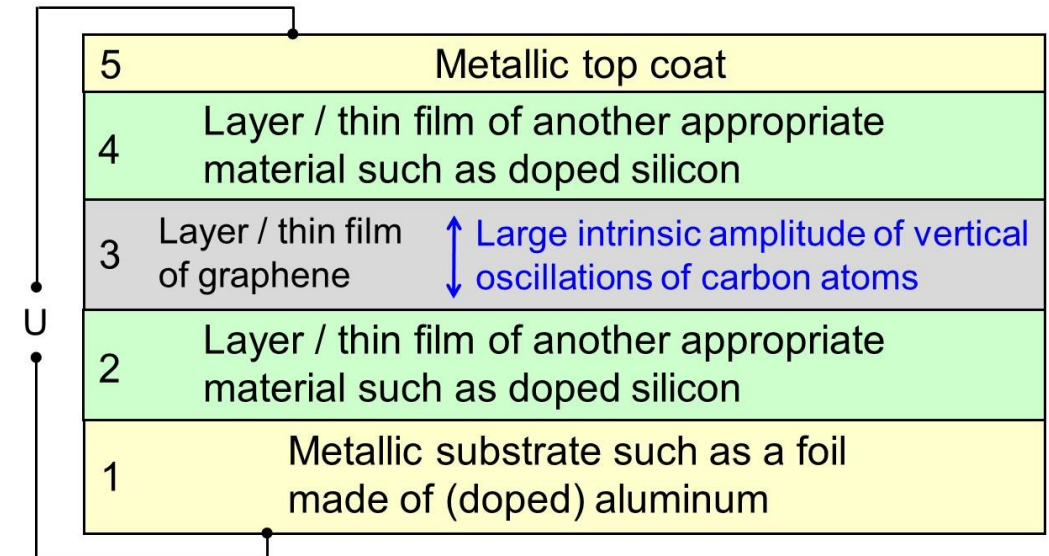 5 Metallic top coat
4 Layer / thin film of another appropriate
material such as doped silicon
3 Layer / thin film
of graphene
Large intrinsic amplitude of vertical
oscillations of carbon atoms
U
2 Layer / thin film of another appropriate
material such as doped silicon
1 Metallic substrate such as a foil
made of (doped) aluminum